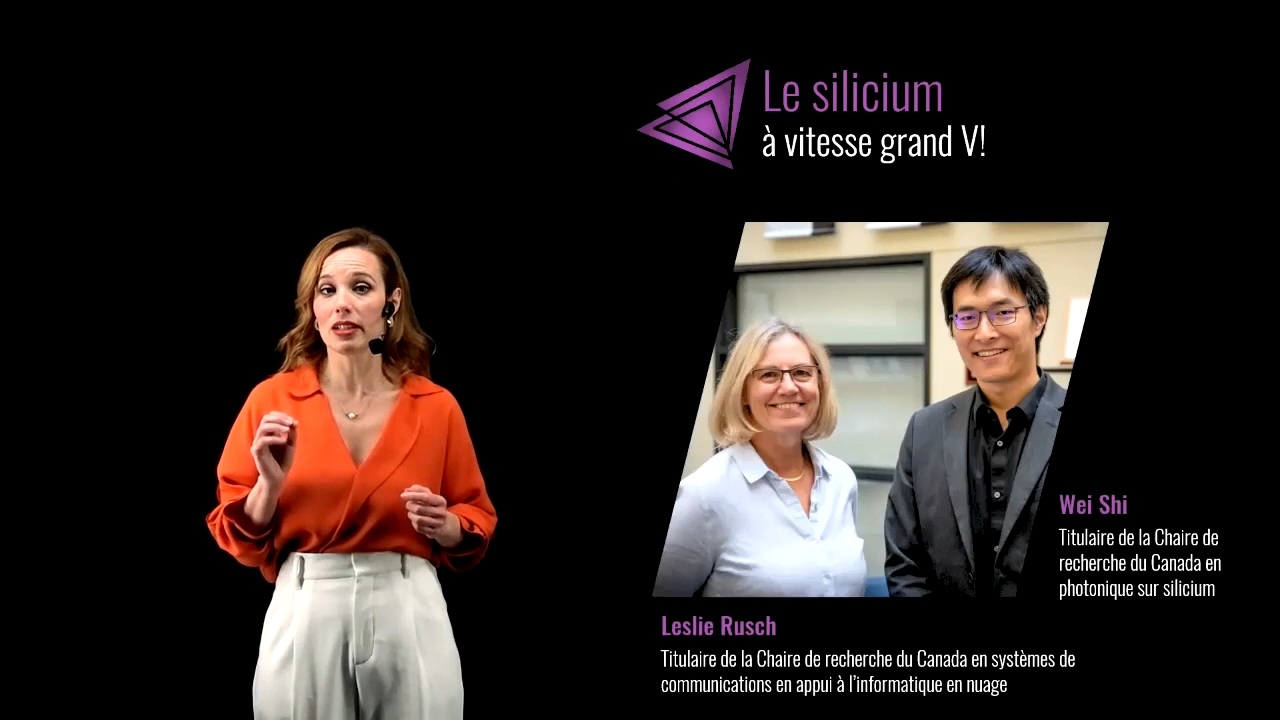 Le silicium
à vitesse grand V!
Wei Shi
Titulaire de la Chaire de
recherche du Canada en
photonique sur silicium
Leslie Rusch
Titulaire de la Chaire de recherche du Canada en systèmes de
communications en appui à l'informatique en nuage